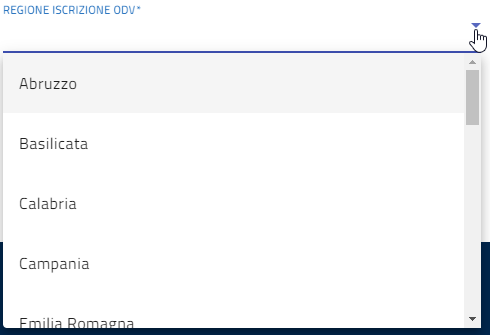 REGIONE ISCRIZIONE ODV*
Abruzzo
Basilicata
Calabria
Campania
Emilia Romagna